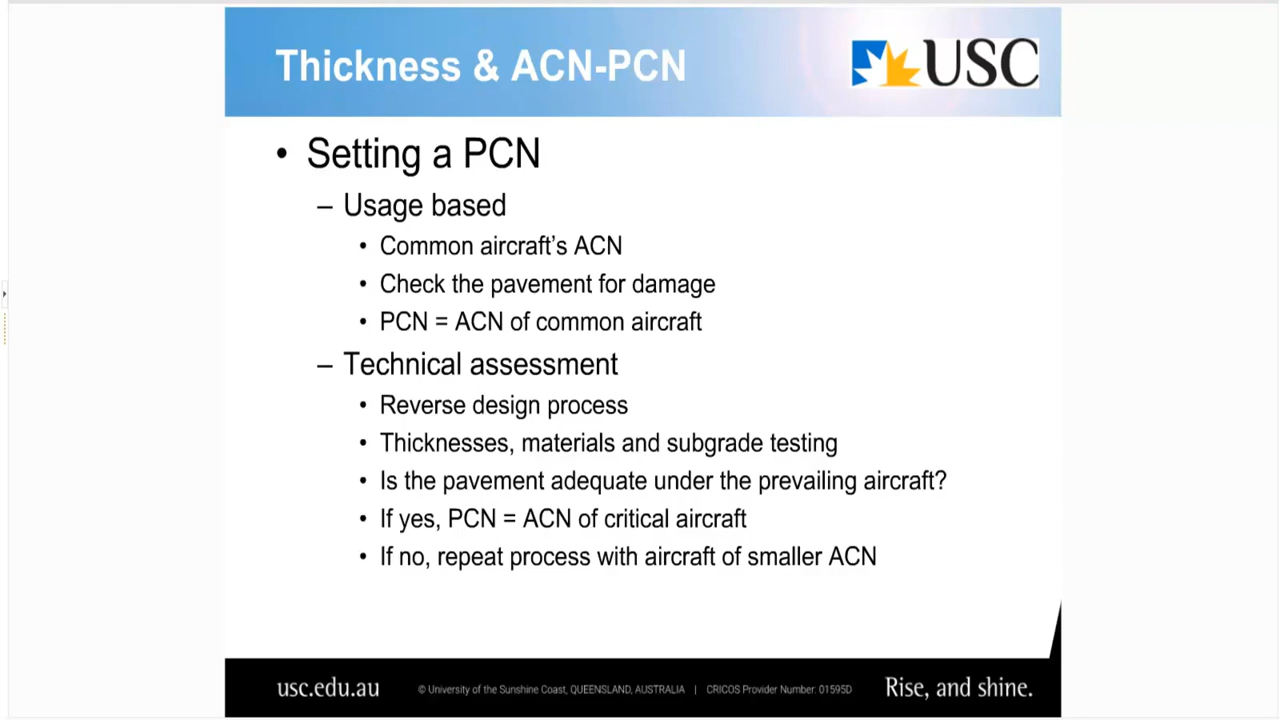 Thickness & ACN-PCN
USC
• Setting a PCN
– Usage based
• Common aircraft's ACN
• Check the pavement for damage
• PCN = ACN of common aircraft
– Technical assessment
• Reverse design process
• Thicknesses, materials and subgrade testing
• Is the pavement adequate under the prevailing aircraft?
• If yes, PCN = ACN of critical aircraft
• If no, repeat process with aircraft of smaller ACN
usc.edu.au
© University of the Sunshine Coast, QUEENSLAND, AUSTRALIA | CRICOS Provider Number: 01595D
Rise, and shine.